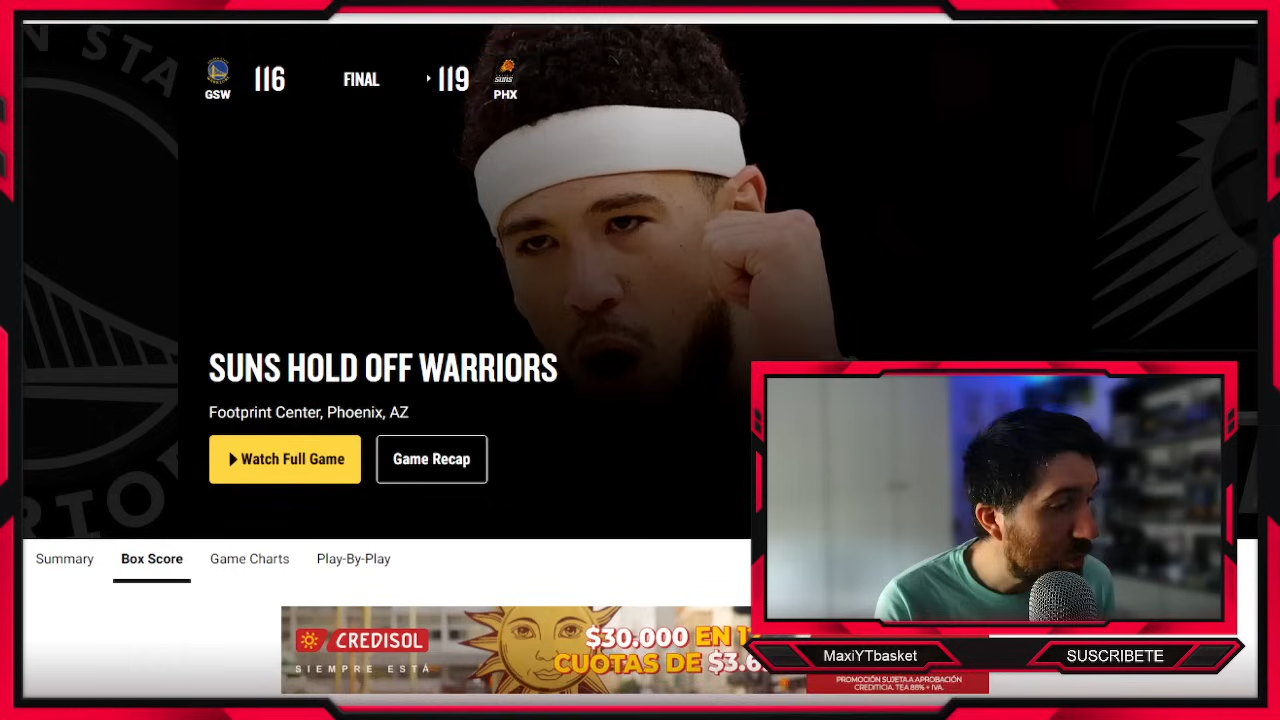 N STA
116
FINAL
119
GSW
SUNS
PHX
SUNS HOLD OFF WARRIORS
Footprint Center, Phoenix, AZ
Watch Full Game
Game Recap
Summary
Box Score
Game Charts
Play-By-Play
CREDISOL
SIEMPRE ESTÁ
$30.000 EN 1
CUOTAS DE $3.6
MaxiYTbasket
SUSCRIBETE
PROMOCIÓN SUJETA A APROBACIÓN
CREDITICIA. TEA 88% + IVA.